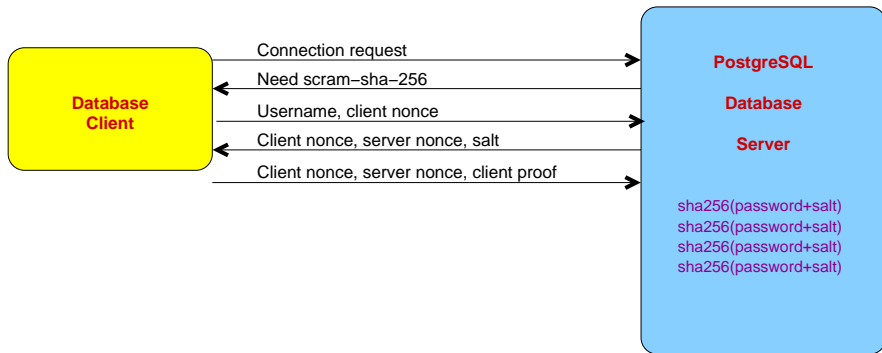 Database
Client
Connection request
Need scram−sha−256
Username, client nonce
Client nonce, server nonce, salt
Client nonce, server nonce, client proof
PostgreSQL
Database
Server
sha256(password+salt)
sha256(password+salt)
sha256(password+salt)
sha256(password+salt)